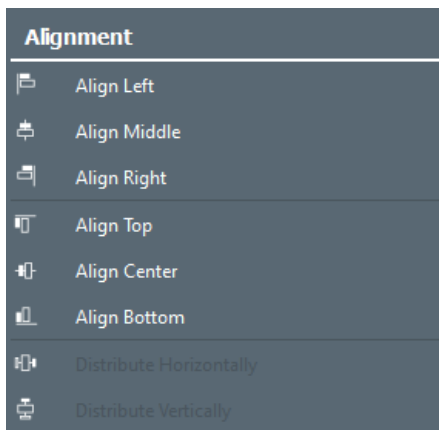 Alignment
Align Left
Align Middle
Align Right
Align Top
Align Center
Align Bottom
Distribute Horizontally
Distribute Vertically